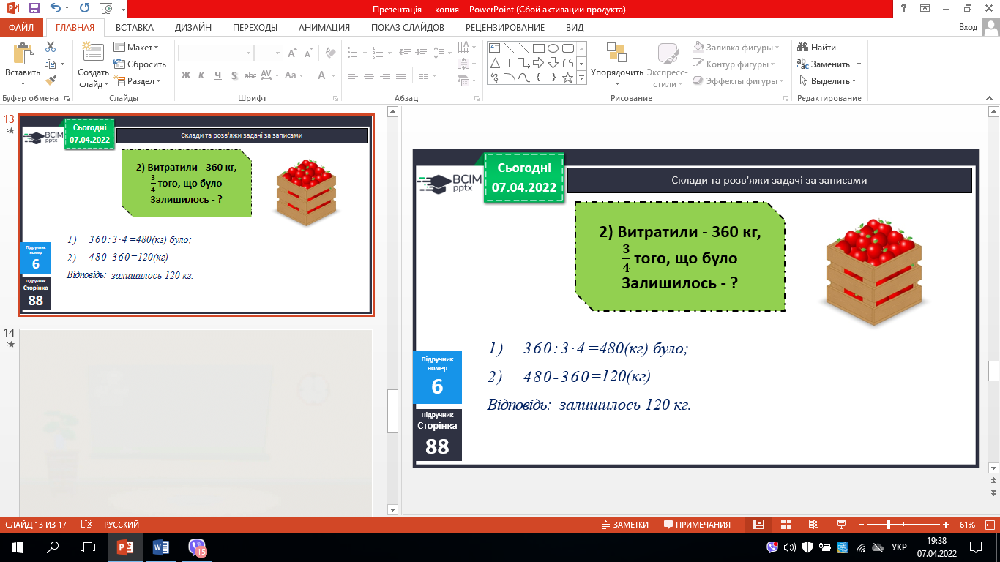 Презентація — копия - PowerPoint (Сбой активации продукта)
ФАЙЛ ГЛАВНАЯ ВСТАВКА ДИЗАЙН ПЕРЕХОДЫ АНИМАЦИЯ ПОКАЗ СЛАЙДОВ РЕЦЕНЗИРОВАНИЕ ВИД Вход
Вставить
Создать слайд
Макет
Сбросить
Раздел
Ж К Ч S abc AV Aa A
Упорядочить
Экспресс-стили
Заливка фигуры
Контур фигуры
Эффекты фигуры
Найти
Заменить
Выделить
Буфер обмена Слайды Шрифт Абзац Рисование Редактирование
13
ВСІМ pptx
Сьогодні
07.04.2022
Склади та розв'яжи задачі за записами
2) Витратили - 360 кг,
3/4 того, що було
Залишилось - ?
1) 360:3·4=480(кг) було;
2) 480-360=120(кг)
Відповідь: залишилось 120 кг.
Підручник
номер
6
Підручник
Сторінка
88
14
ВСІМ pptx
Сьогодні
07.04.2022
Склади та розв'яжи задачі за записами
2) Витратили - 360 кг,
3/4 того, що було
Залишилось - ?
1) 360:3·4=480(кг) було;
2) 480-360=120(кг)
Відповідь: залишилось 120 кг.
Підручник
номер
6
Підручник
Сторінка
88
СЛАЙД 13 ИЗ 17 РУССКИЙ ЗАМЕТКИ ПРИМЕЧАНИЯ 61%
15
УКР
19:38
07.04.2022